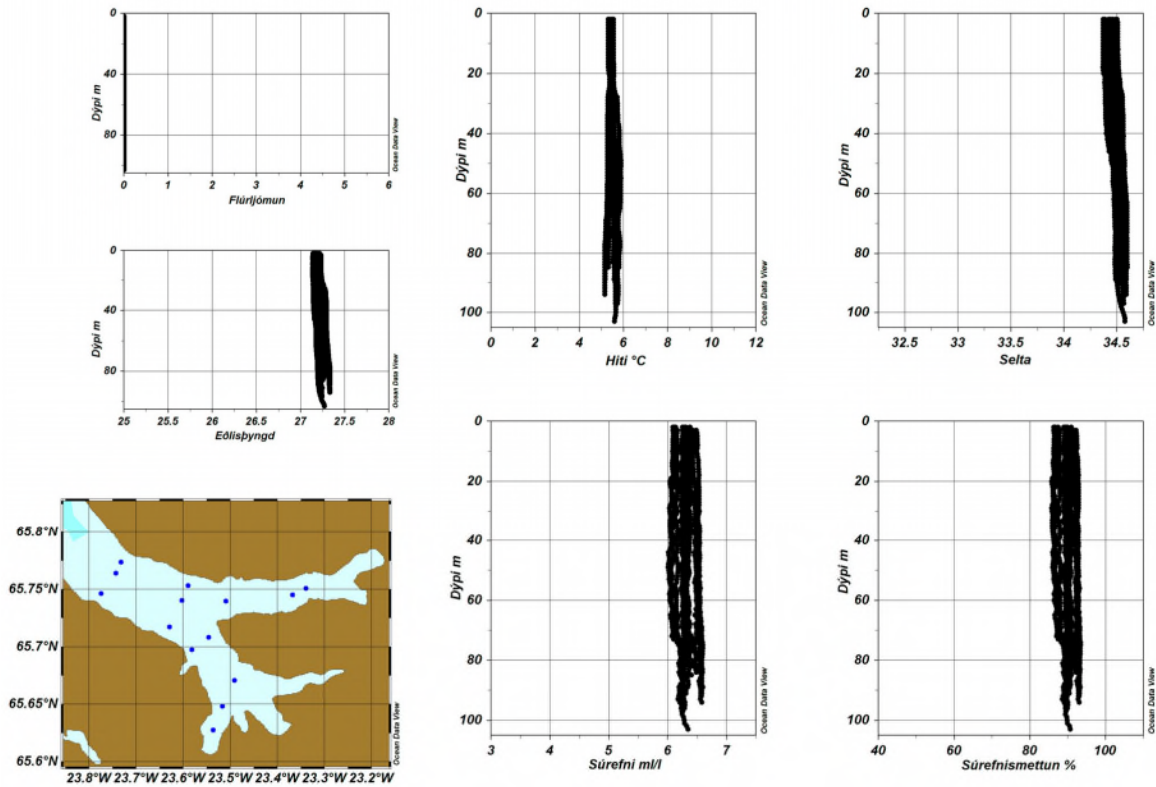 0
40
80
Dýpi m
0 1 2 3 4 5 6
Flúrljómun
Ocean Data View
0
40
80
Dýpi m
25 25.5 26 26.5 27 27.5 28
Eðlisþyngd
Ocean Data View
65.8°N
65.75°N
65.7°N
65.65°N
65.6°N
23.8°W 23.7°W 23.6°W 23.5°W 23.4°W 23.3°W 23.2°W
Ocean Data View
0
20
40
60
80
100
Dýpi m
0 2 4 6 8 10 12
Hiti °C
Ocean Data View
0
20
40
60
80
100
Dýpi m
32.5 33 33.5 34 34.5
Selta
Ocean Data View
0
20
40
60
80
100
Dýpi m
3 4 5 6 7
Súrefni ml/l
Ocean Data View
0
20
40
60
80
100
Dýpi m
40 60 80 100
Súrefnismettun %
Ocean Data View